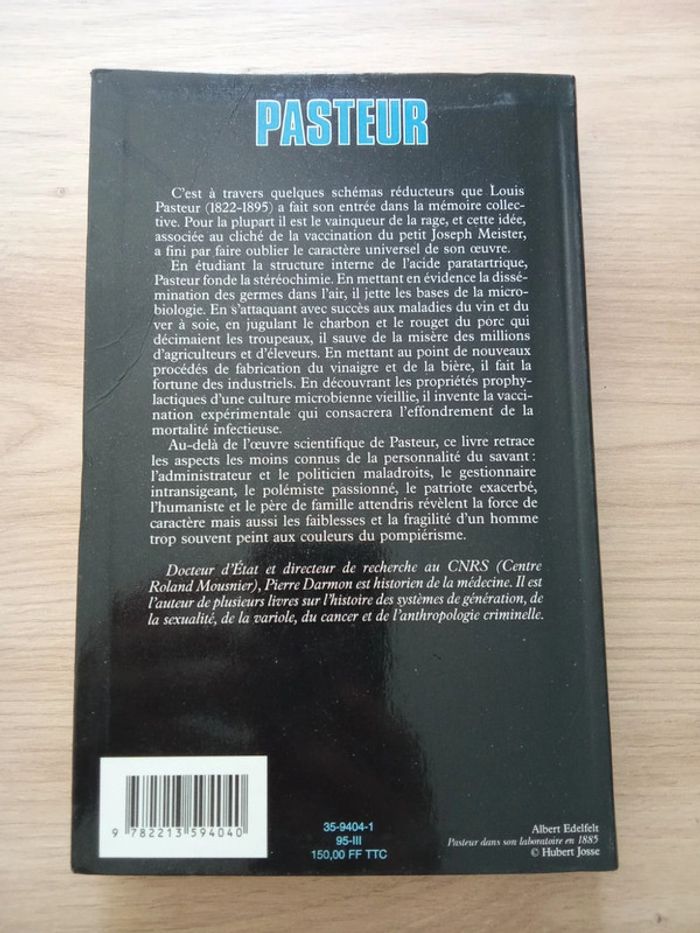 PASTEUR
C'est à travers quelques schémas réducteurs que Louis
Pasteur (1822-1895) a fait son entrée dans la mémoire collec-
tive. Pour la plupart il est le vainqueur de la rage, et cette idée,
associée au cliché de la vaccination du petit Joseph Meister,
a fini par faire oublier le caractère universel de son œuvre.
En étudiant la structure interne de l'acide paratartrique,
Pasteur fonde la stéréochimie. En mettant en évidence la dissé-
mination des germes dans l'air, il jette les bases de la micro-
biologie. En s'attaquant avec succès aux maladies du vin et du
ver à soie, en jugulant le charbon et le rouget du porc qui
décimaient les troupeaux, il sauve de la misère des millions
d'agriculteurs et d'éleveurs. En mettant au point de nouveaux
procédés de fabrication du vinaigre et de la bière, il fait la
fortune des industriels. En découvrant les propriétés prophy-
lactiques d'une culture microbienne vieillie, il invente la vacci-
nation expérimentale qui consacrera l'effondrement de la
mortalité infectieuse.
Au-delà de l'œuvre scientifique de Pasteur, ce livre retrace
les aspects les moins connus de la personnalité du savant :
l'administrateur et le politicien maladroits, le gestionnaire
intransigeant, le polémiste passionné, le patriote exacerbé,
l'humaniste et le père de famille attendris révèlent la force de
caractère mais aussi les faiblesses et la fragilité d'un homme
trop souvent peint aux couleurs du pompiérisme.
Docteur d'État et directeur de recherche au CNRS (Centre
Roland Mousnier), Pierre Darmon est historien de la médecine. Il est
l'auteur de plusieurs livres sur l'histoire des systèmes de génération, de
la sexualité, de la variole, du cancer et de l'anthropologie criminelle.
9 782213 594040
35-9404-1
95-III
150,00 FF TTC
Albert Edelfelt
Pasteur dans son laboratoire en 1885
© Hubert Josse